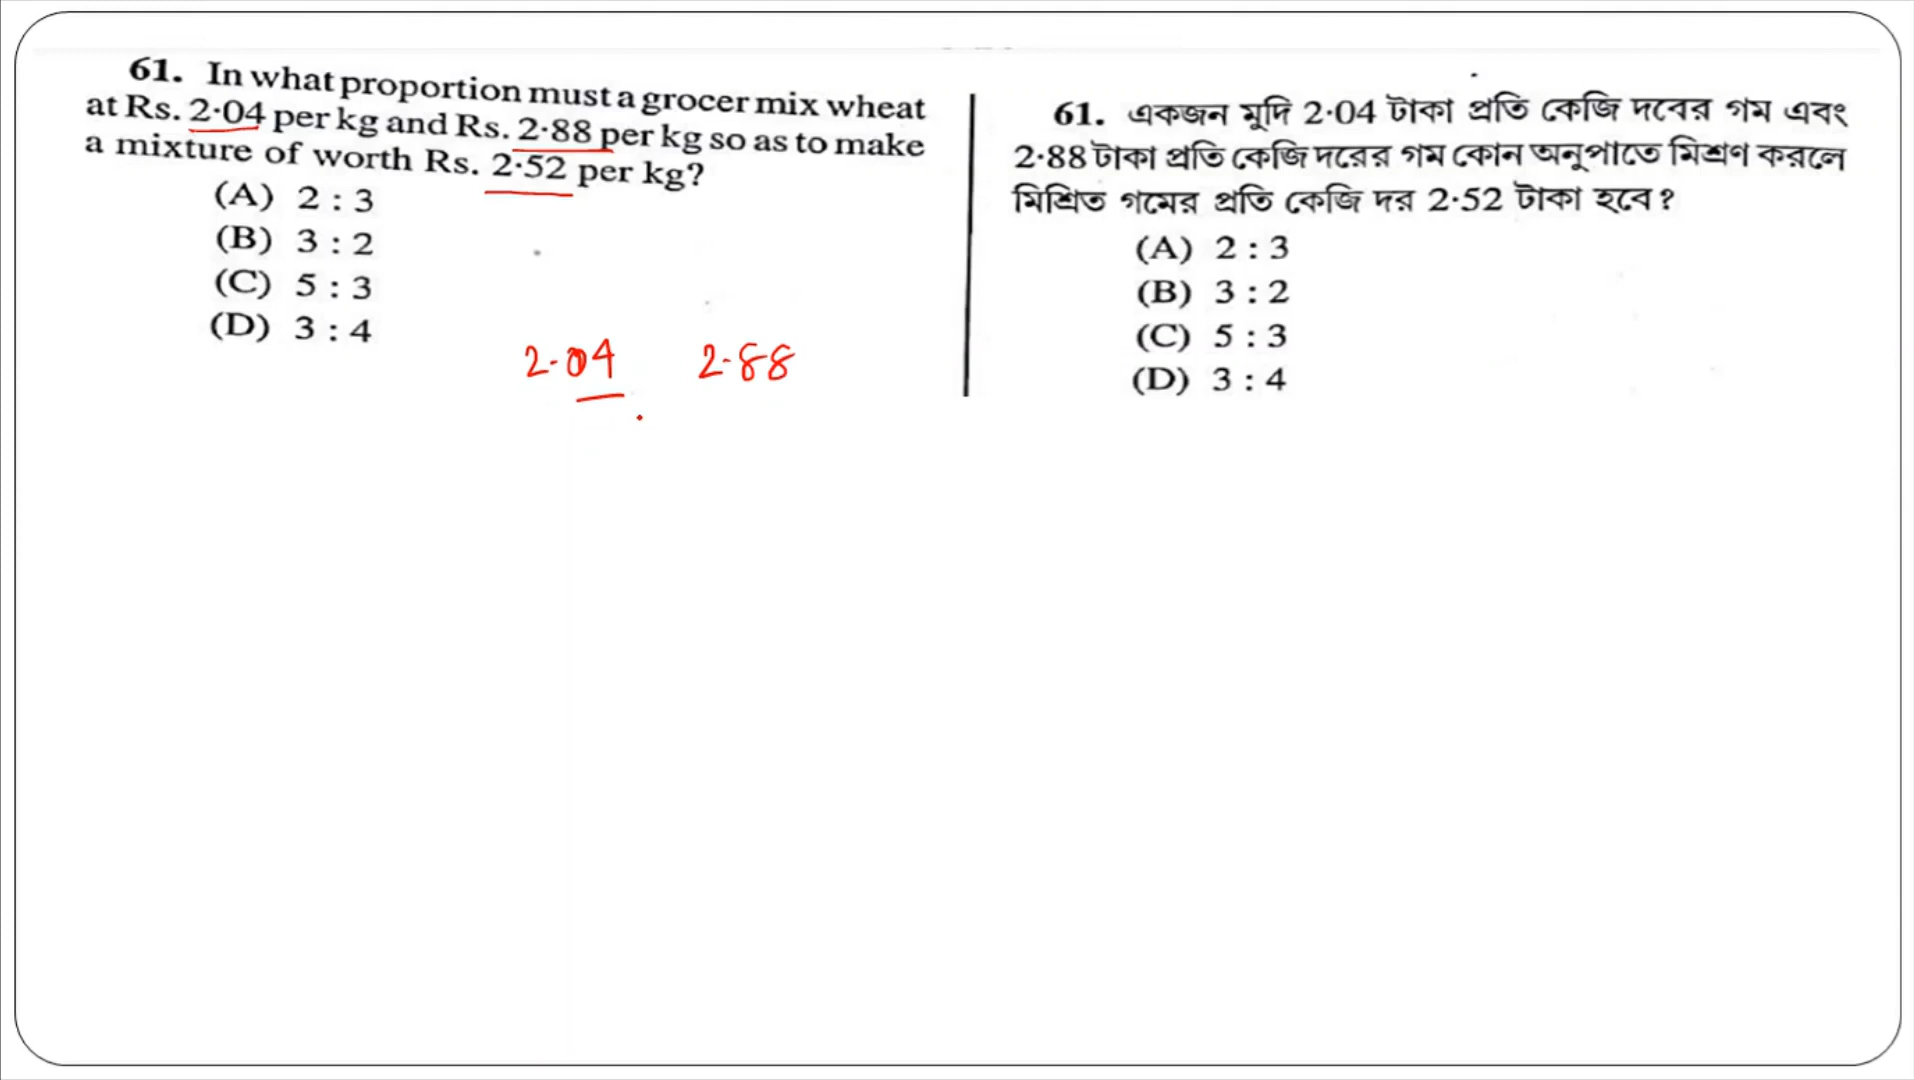 61. In what proportion must a grocer mix wheat
at Rs. 2·04 per kg and Rs. 2·88 per kg so as to make
a mixture of worth Rs. 2·52 per kg?
(A) 2 : 3
(B) 3 : 2
(C) 5 : 3
(D) 3 : 4
2·04 2·88
61. একজন মুদি 2·04 টাকা প্রতি কেজি দরের গম এবং
2·88 টাকা প্রতি কেজি দরের গম কোন অনুপাতে মিশ্রণ করলে
মিশ্রিত গমের প্রতি কেজি দর 2·52 টাকা হবে?
(A) 2 : 3
(B) 3 : 2
(C) 5 : 3
(D) 3 : 4